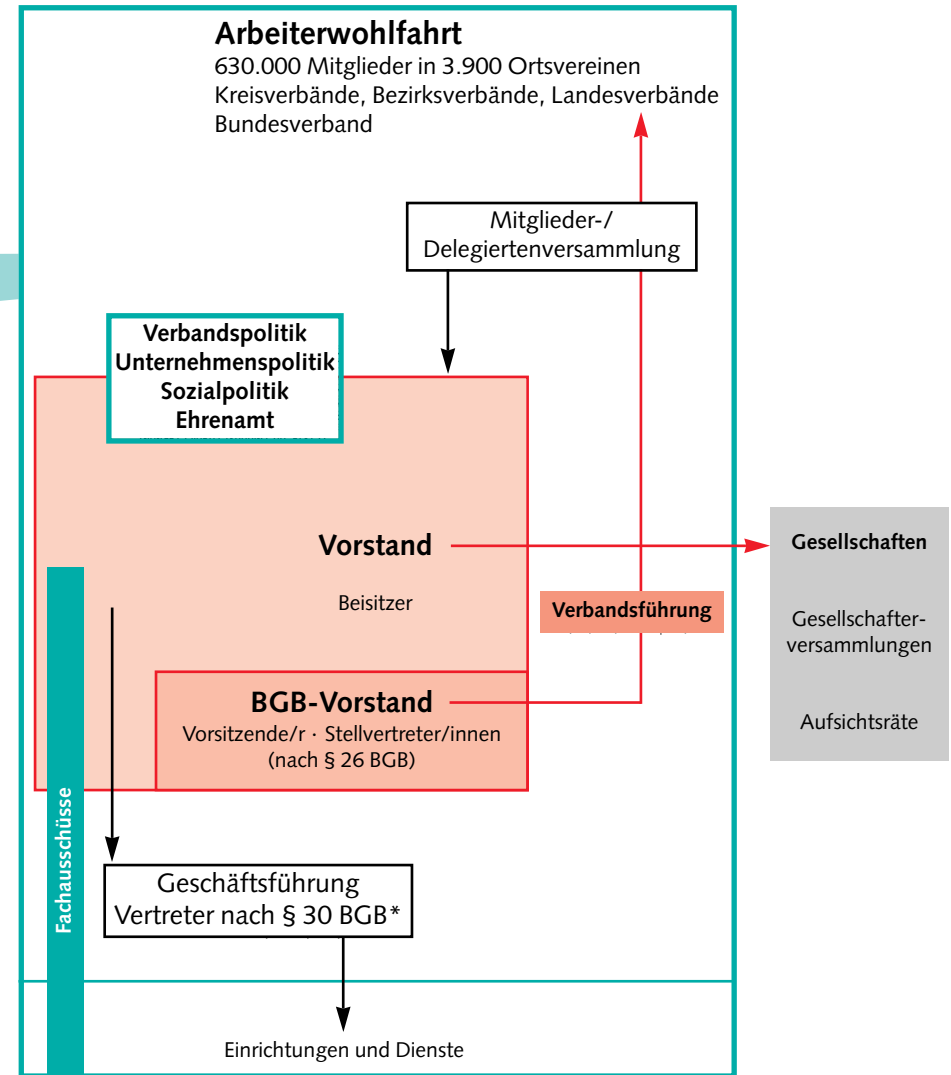 Arbeiterwohlfahrt
630.000 Mitglieder in 3.900 Ortsvereinen
Kreisverbände, Bezirksverbände, Landesverbände
Bundesverband
Mitglieder-/
Delegiertenversammlung
Verbandspolitik
Unternehmenspolitik
Sozialpolitik
Ehrenamt
Vorstand
Beisitzer
Verbandsführung
Gesellschaften
Gesellschafter-
versammlungen
Aufsichtsräte
BGB-Vorstand
Vorsitzende/r · Stellvertreter/innen
(nach § 26 BGB)
Fachausschüsse
Geschäftsführung
Vertreter nach § 30 BGB*
Einrichtungen und Dienste